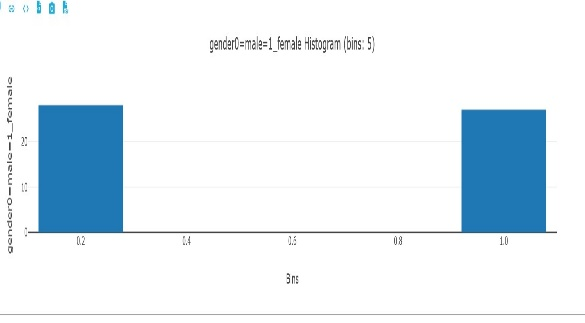 gender0=male=1_female Histogram (bins: 5)
gender0=male=1_female
20
10
0
0.2 0.4 0.6 0.8 1.0
Bins